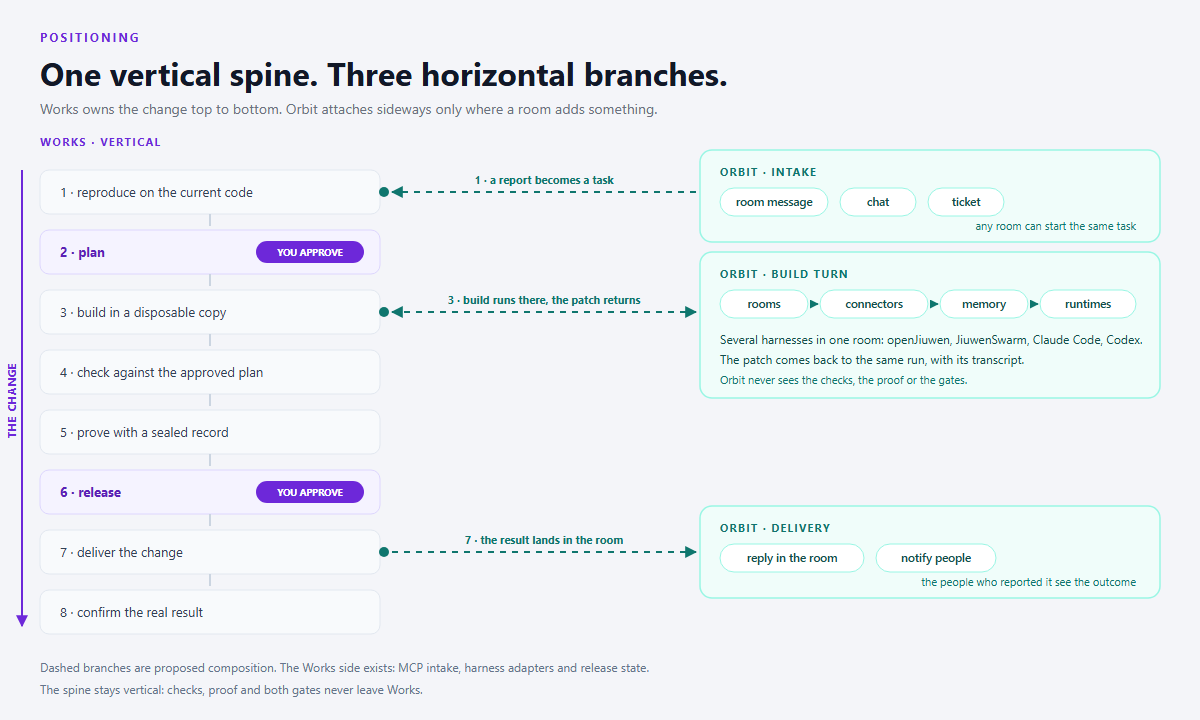 POSITIONING
One vertical spine. Three horizontal branches.
Works owns the change top to bottom. Orbit attaches sideways only where a room adds something.
WORKS · VERTICAL
THE CHANGE
1 · reproduce on the current code
2 · plan
YOU APPROVE
3 · build in a disposable copy
4 · check against the approved plan
5 · prove with a sealed record
6 · release
YOU APPROVE
7 · deliver the change
8 · confirm the real result
1 · a report becomes a task
3 · build runs there, the patch returns
7 · the result lands in the room
ORBIT · INTAKE
room message
chat
ticket
any room can start the same task
ORBIT · BUILD TURN
rooms
connectors
memory
runtimes
Several harnesses in one room: openJiuwen, JiuwenSwarm, Claude Code, Codex.
The patch comes back to the same run, with its transcript.
Orbit never sees the checks, the proof or the gates.
ORBIT · DELIVERY
reply in the room
notify people
the people who reported it see the outcome
Dashed branches are proposed composition. The Works side exists: MCP intake, harness adapters and release state.
The spine stays vertical: checks, proof and both gates never leave Works.